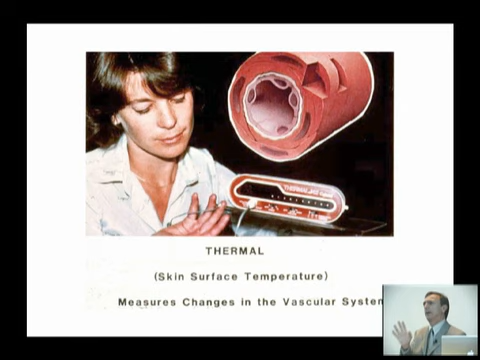 THERMAL
(Skin Surface Temperature)
Measures Changes in the Vascular System